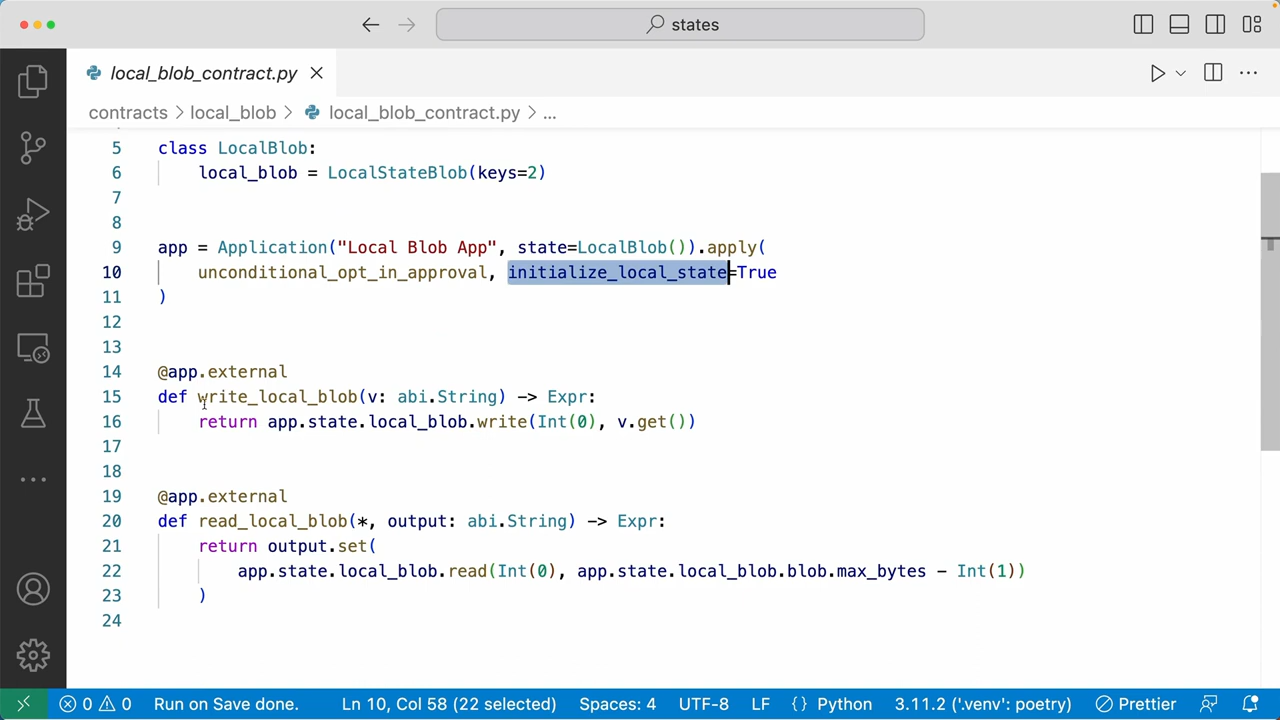 states
local_blob_contract.py
contracts > local_blob > local_blob_contract.py > ...
5 class LocalBlob:
6 local_blob = LocalStateBlob(keys=2)
7
8
9 app = Application("Local Blob App", state=LocalBlob()).apply(
10 unconditional_opt_in_approval, initialize_local_state=True
11 )
12
13
14 @app.external
15 def write_local_blob(v: abi.String) -> Expr:
16 return app.state.local_blob.write(Int(0), v.get())
17
18
19 @app.external
20 def read_local_blob(*, output: abi.String) -> Expr:
21 return output.set(
22 app.state.local_blob.read(Int(0), app.state.local_blob.blob.max_bytes - Int(1))
23 )
24
0 0 Run on Save done. Ln 10, Col 58 (22 selected) Spaces: 4 UTF-8 LF {} Python 3.11.2 ('.venv': poetry) Prettier